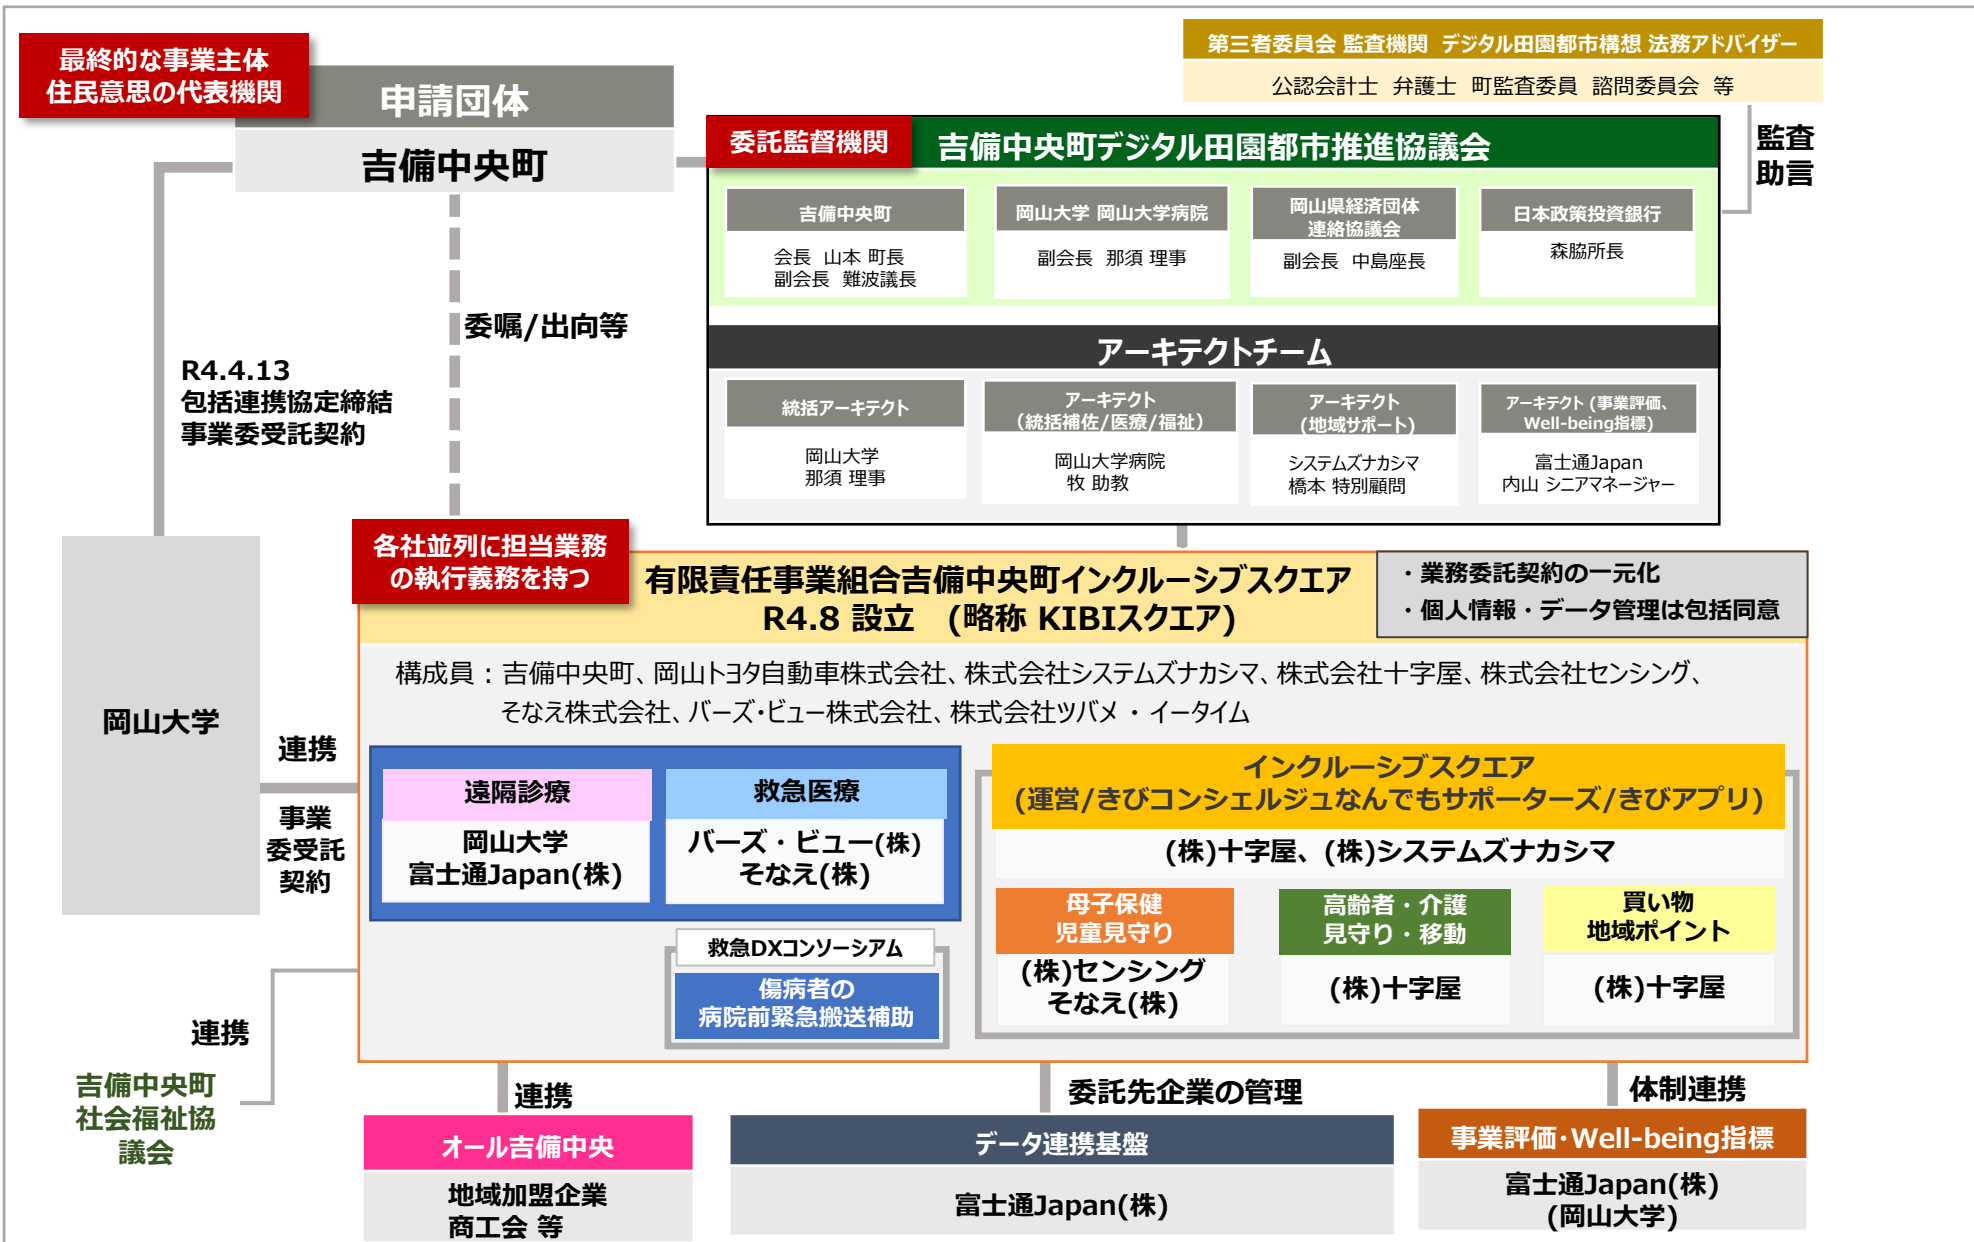 最終的な事業主体
住民意思の代表機関
申請団体
吉備中央町
第三者委員会 監査機関 デジタル田園都市構想 法務アドバイザー
公認会計士 弁護士 町監査委員 諮問委員会 等
監査
助言
委託監督機関
吉備中央町デジタル田園都市推進協議会
吉備中央町
会長 山本 町長
副会長 難波議長
岡山大学 岡山大学病院
副会長 那須 理事
岡山県経済団体
連絡協議会
副会長 中島座長
日本政策投資銀行
森脇所長
アーキテクトチーム
統括アーキテクト
岡山大学
那須 理事
アーキテクト
(統括補佐/医療/福祉)
岡山大学病院
牧 助教
アーキテクト
(地域サポート)
システムズナカシマ
橋本 特別顧問
アーキテクト (事業評価、
Well-being指標)
富士通Japan
内山 シニアマネージャー
委嘱/出向等
R4.4.13
包括連携協定締結
事業委受託契約
岡山大学
連携
事業
委受託
契約
各社並列に担当業務
の執行義務を持つ
有限責任事業組合吉備中央町インクルーシブスクエア
R4.8 設立 (略称 KIBIスクエア)
・業務委託契約の一元化
・個人情報・データ管理は包括同意
構成員：吉備中央町、岡山トヨタ自動車株式会社、株式会社システムズナカシマ、株式会社十字屋、株式会社センシング、
そなえ株式会社、バーズ・ビュー株式会社、株式会社ツバメ・イータイム
遠隔診療
岡山大学
富士通Japan(株)
救急医療
バーズ・ビュー(株)
そなえ(株)
救急DXコンソーシアム
傷病者の
病院前緊急搬送補助
インクルーシブスクエア
(運営/きびコンシェルジュなんでもサポーターズ/きびアプリ)
(株)十字屋、(株)システムズナカシマ
母子保健
児童見守り
(株)センシング
そなえ(株)
高齢者・介護
見守り・移動
(株)十字屋
買い物
地域ポイント
(株)十字屋
連携
吉備中央町
社会福祉協
議会
連携
オール吉備中央
地域加盟企業
商工会 等
委託先企業の管理
データ連携基盤
富士通Japan(株)
体制連携
事業評価・Well-being指標
富士通Japan(株)
(岡山大学)